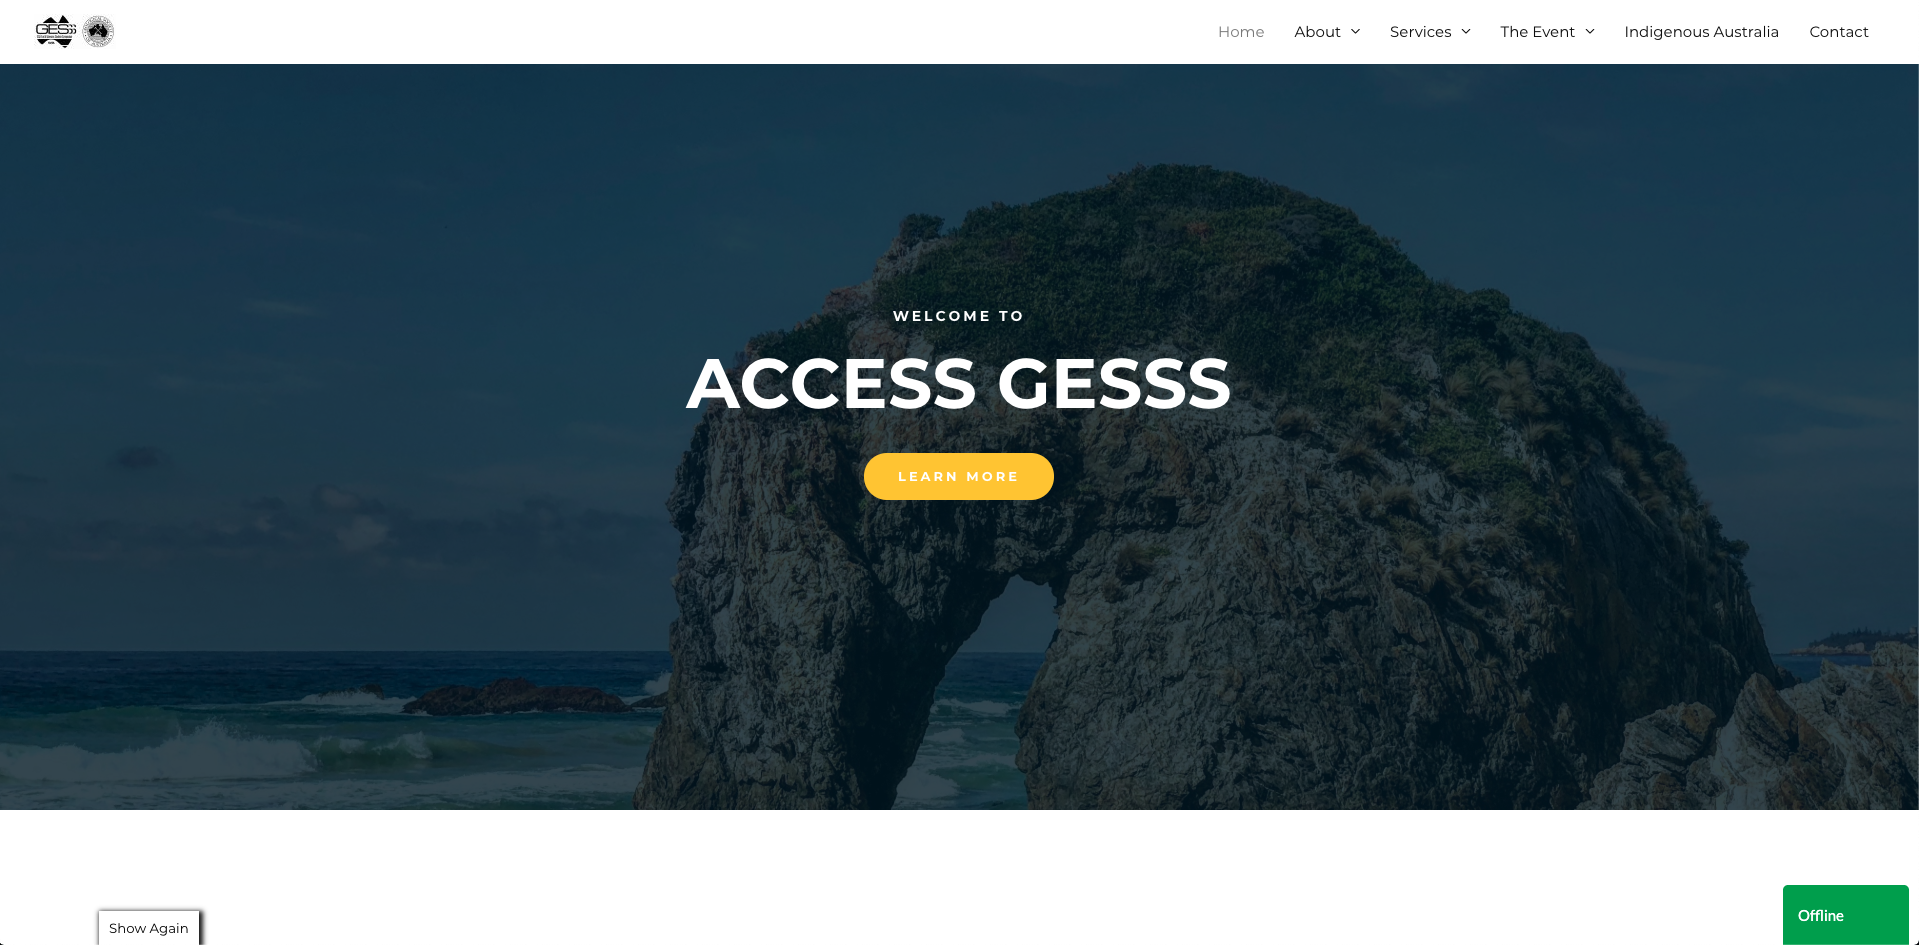 GESSS
Home
About
Services
The Event
Indigenous Australia
Contact
WELCOME TO
ACCESS GESSS
LEARN MORE
Show Again
Offline